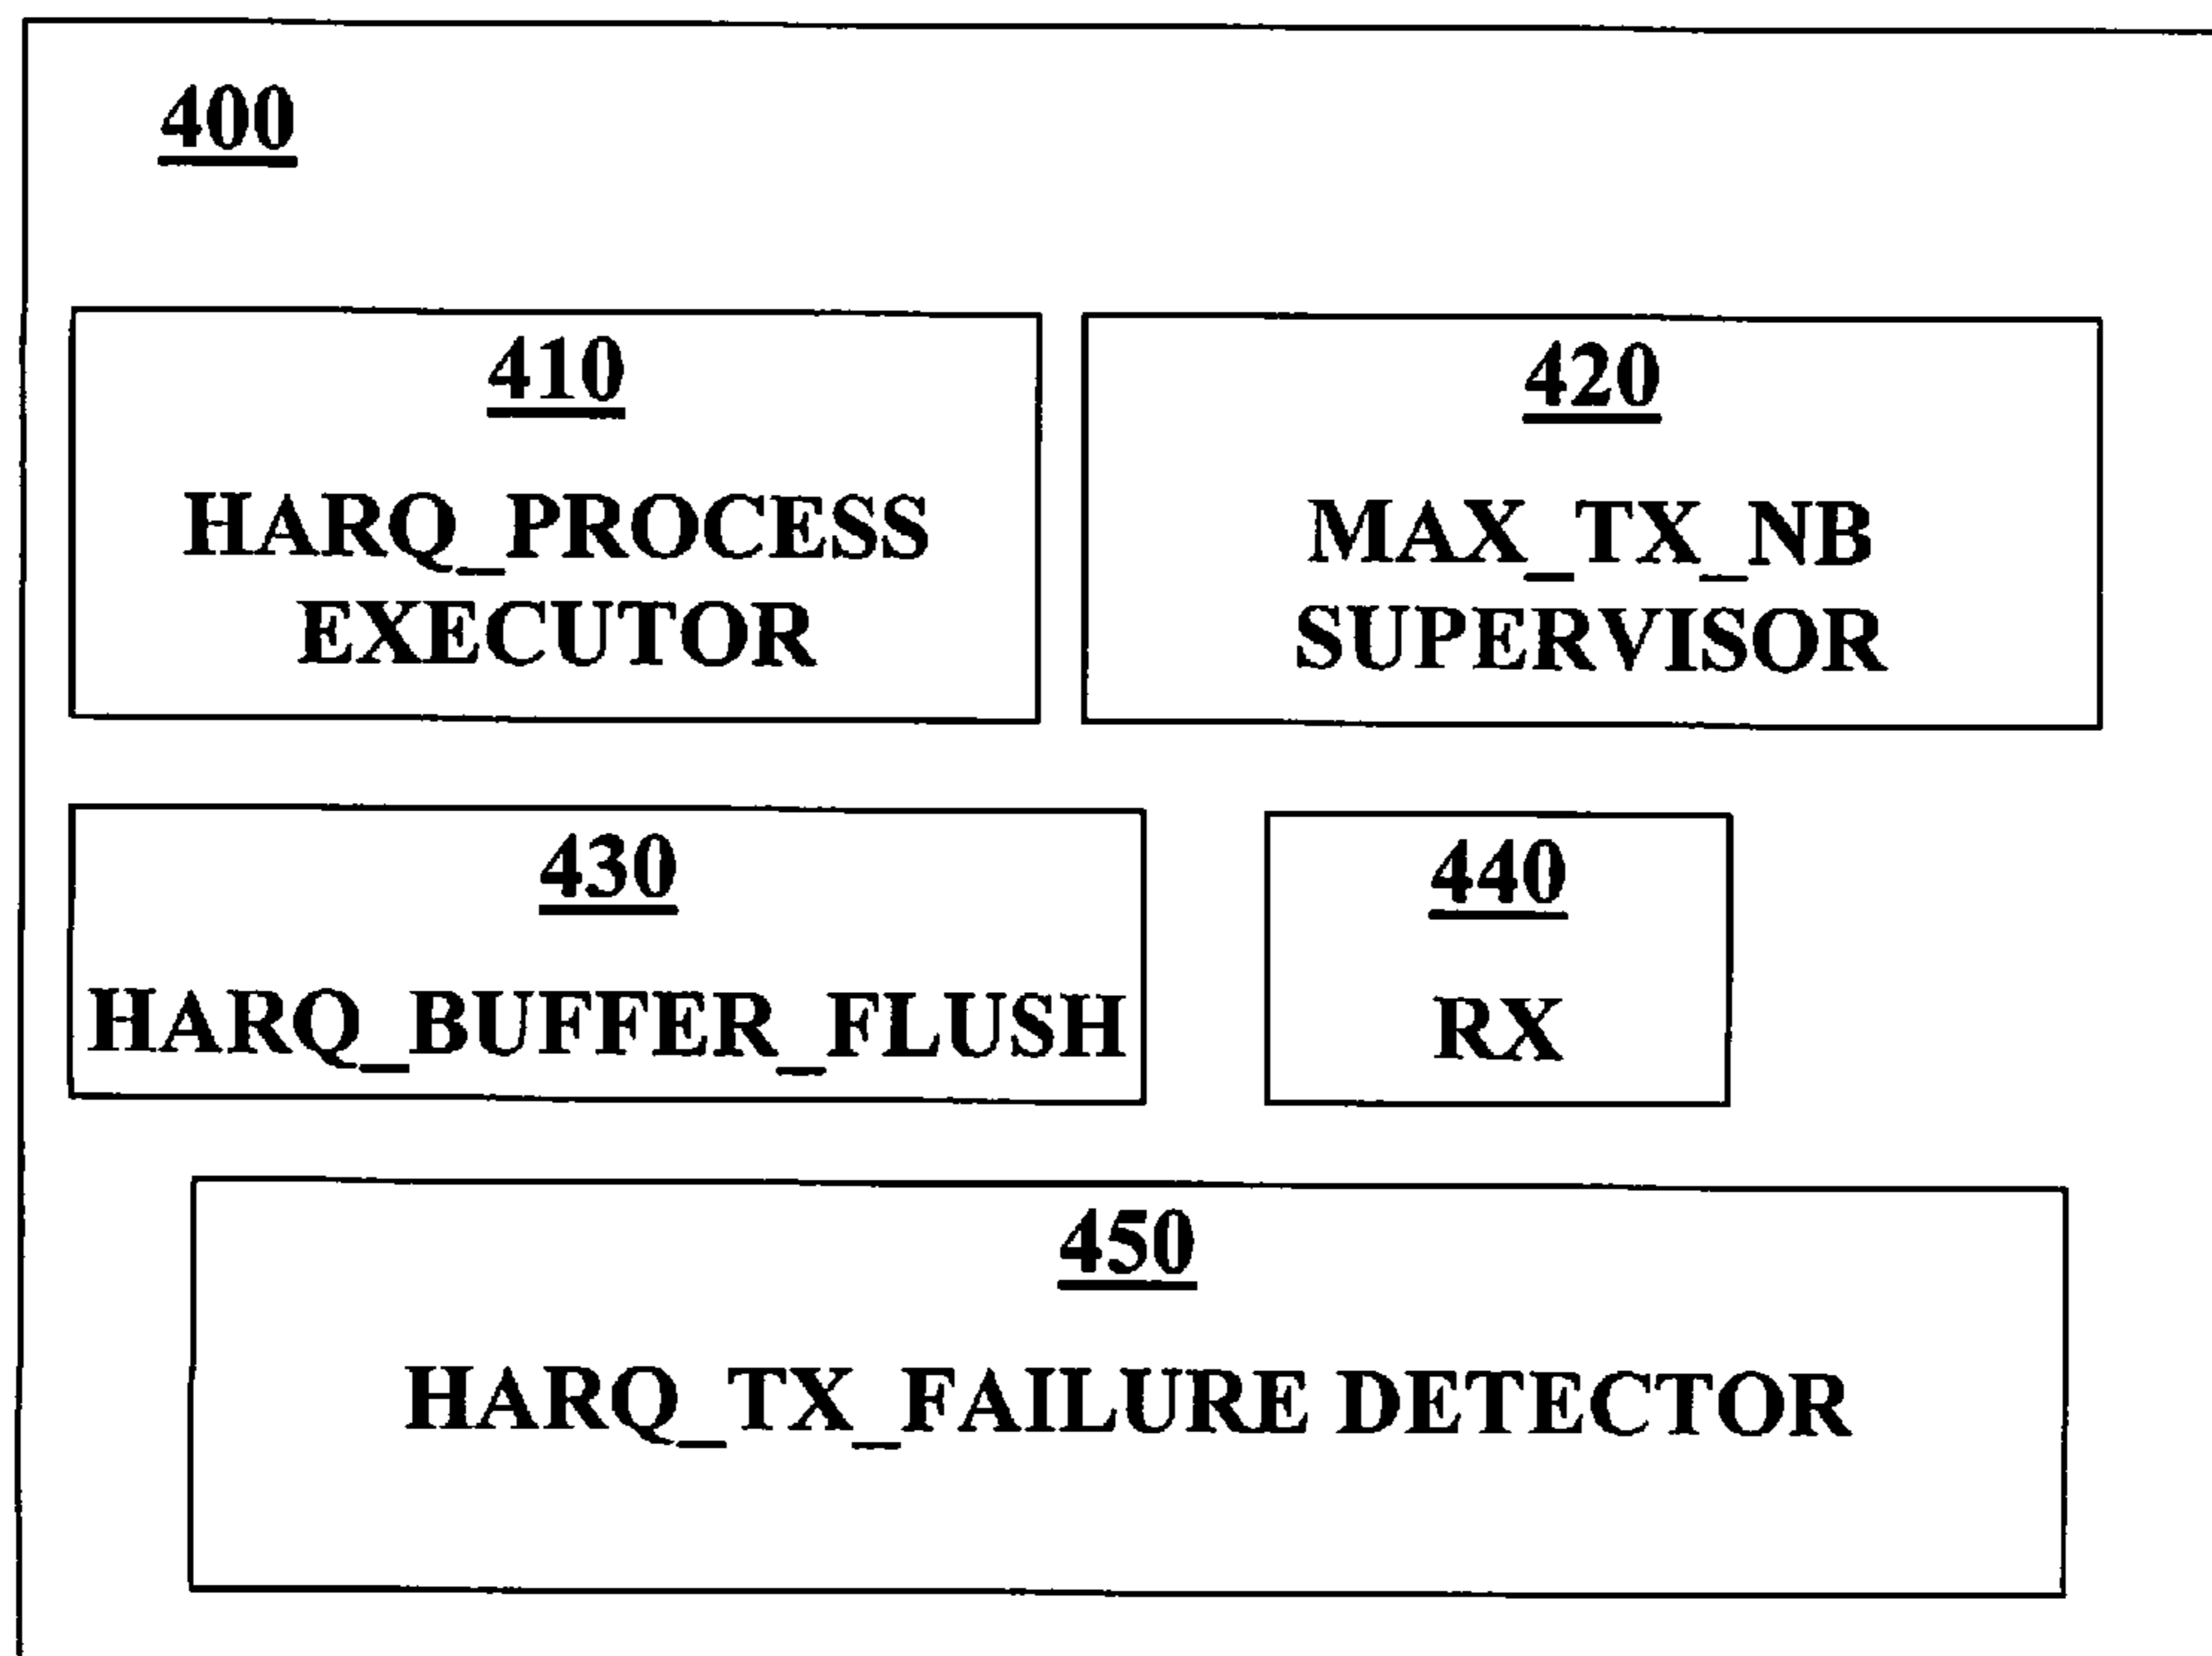 400
410
HARQ_PROCESS
EXECUTOR
420
MAX_TX_NB
SUPERVISOR
430
HARQ_BUFFER_FLUSH
440
RX
450
HARQ_TX_FAILURE DETECTOR